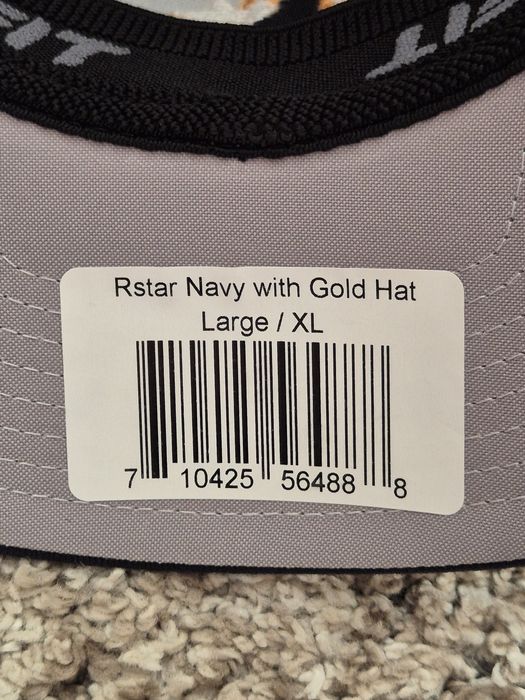 Rstar Navy with Gold Hat
Large / XL
7 10425 56488 8